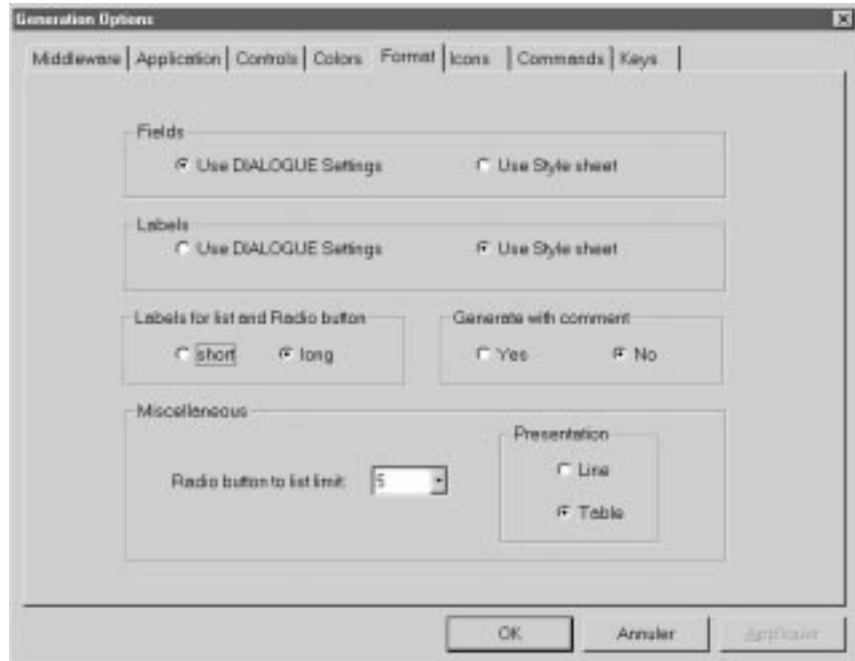 Generation Options
Middleware Application Controls Colors Format Icons Commands Keys
Fields
Use DIALOGUE Settings Use Style sheet
Labels
Use DIALOGUE Settings Use Style sheet
Labels for list and Radio button Generate with comment
short long Yes No
Miscellaneous
Presentation
Line
Radio button to list limit: 5
Table
OK Annuler Appliquer